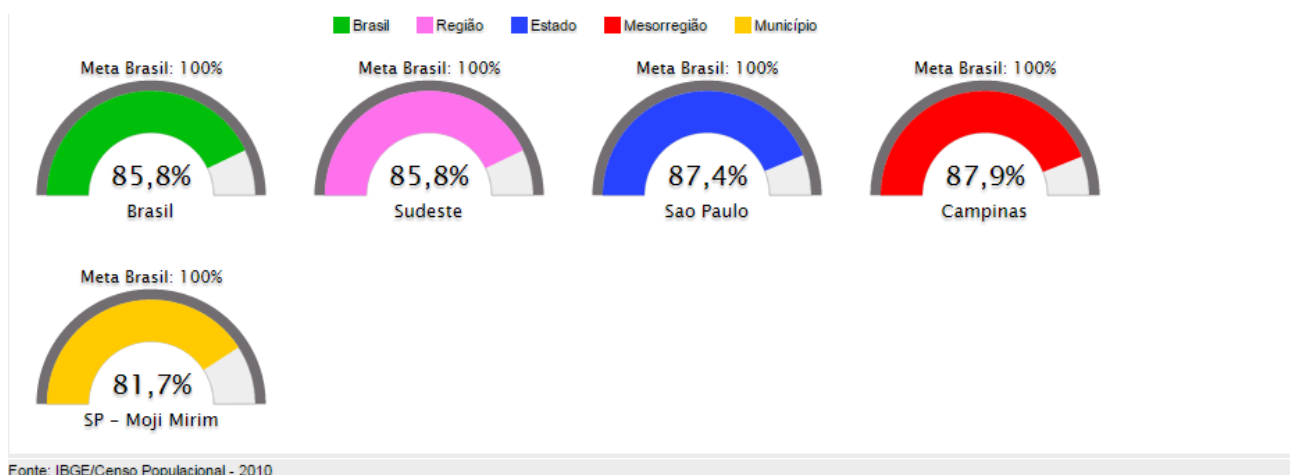 Brasil Região Estado Mesorregião Município
Meta Brasil: 100% Meta Brasil: 100% Meta Brasil: 100% Meta Brasil: 100%
85,8% 85,8% 87,4% 87,9%
Brasil Sudeste Sao Paulo Campinas
Meta Brasil: 100%
81,7%
SP – Moji Mirim
Fonte: IBGE/Censo Populacional - 2010